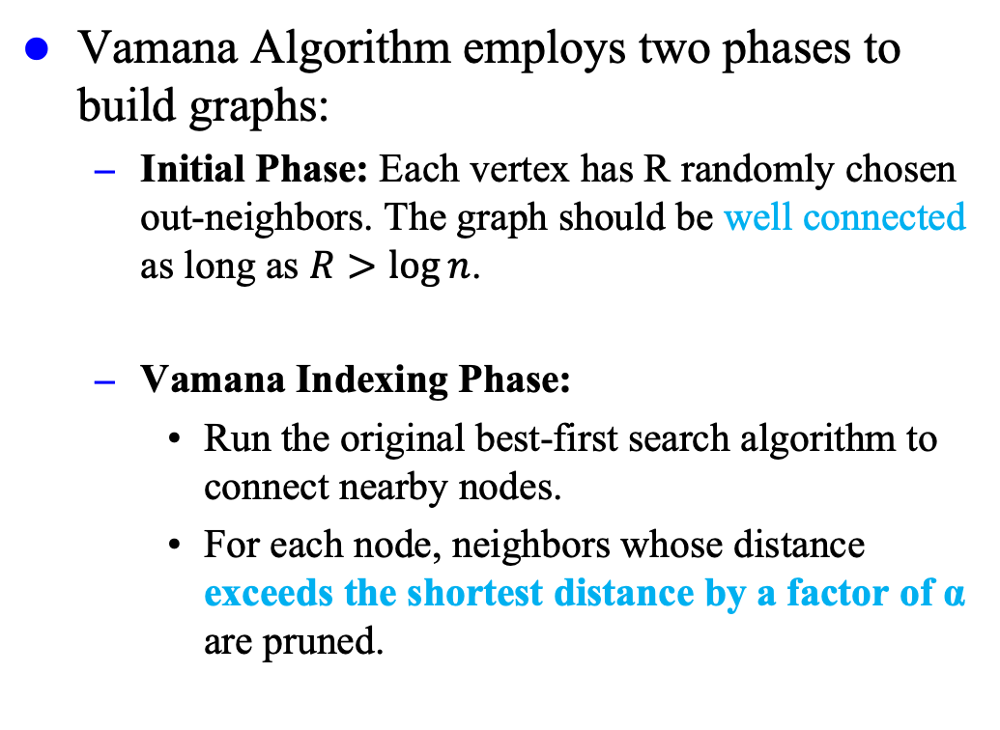 ● Vamana Algorithm employs two phases to
build graphs:
– Initial Phase: Each vertex has R randomly chosen
out-neighbors. The graph should be well connected
as long as R > log n.
– Vamana Indexing Phase:
• Run the original best-first search algorithm to
connect nearby nodes.
• For each node, neighbors whose distance
exceeds the shortest distance by a factor of α
are pruned.